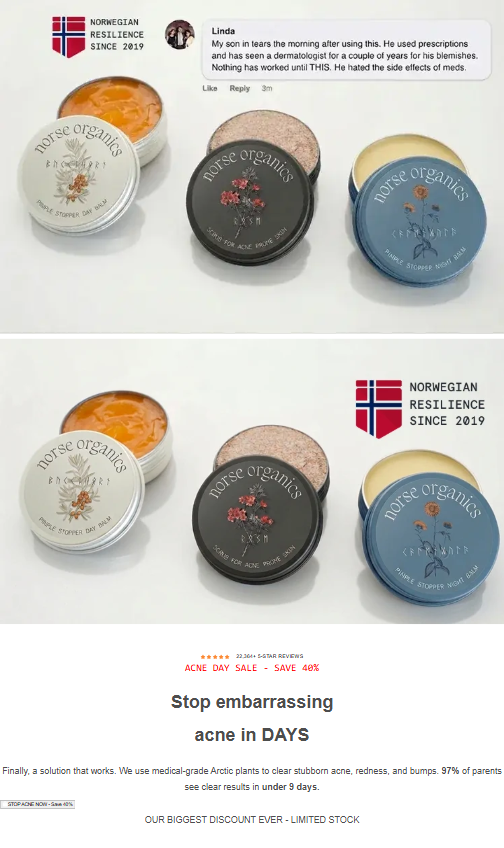 NORWEGIAN
RESILIENCE
SINCE 2019
Linda
My son in tears the morning after using this. He used prescriptions
and has seen a dermatologist for a couple of years for his blemishes.
Nothing has worked until THIS. He hated the side effects of meds.
Like Reply 3m
norse organics
PIMPLE STOPPER DAY BALM
norse organics
SCRUB FOR ACNE PRONE SKIN
norse organics
PIMPLE STOPPER NIGHT BALM
NORWEGIAN
RESILIENCE
SINCE 2019
norse organics
PIMPLE STOPPER DAY BALM
norse organics
SCRUB FOR ACNE PRONE SKIN
norse organics
PIMPLE STOPPER NIGHT BALM
22.364+ 5-STAR REVIEWS
ACNE DAY SALE - SAVE 40%
Stop embarrassing
acne in DAYS
Finally, a solution that works. We use medical-grade Arctic plants to clear stubborn acne, redness, and bumps. 97% of parents
see clear results in under 9 days.
STOP ACNE NOW - Save 40%
OUR BIGGEST DISCOUNT EVER - LIMITED STOCK